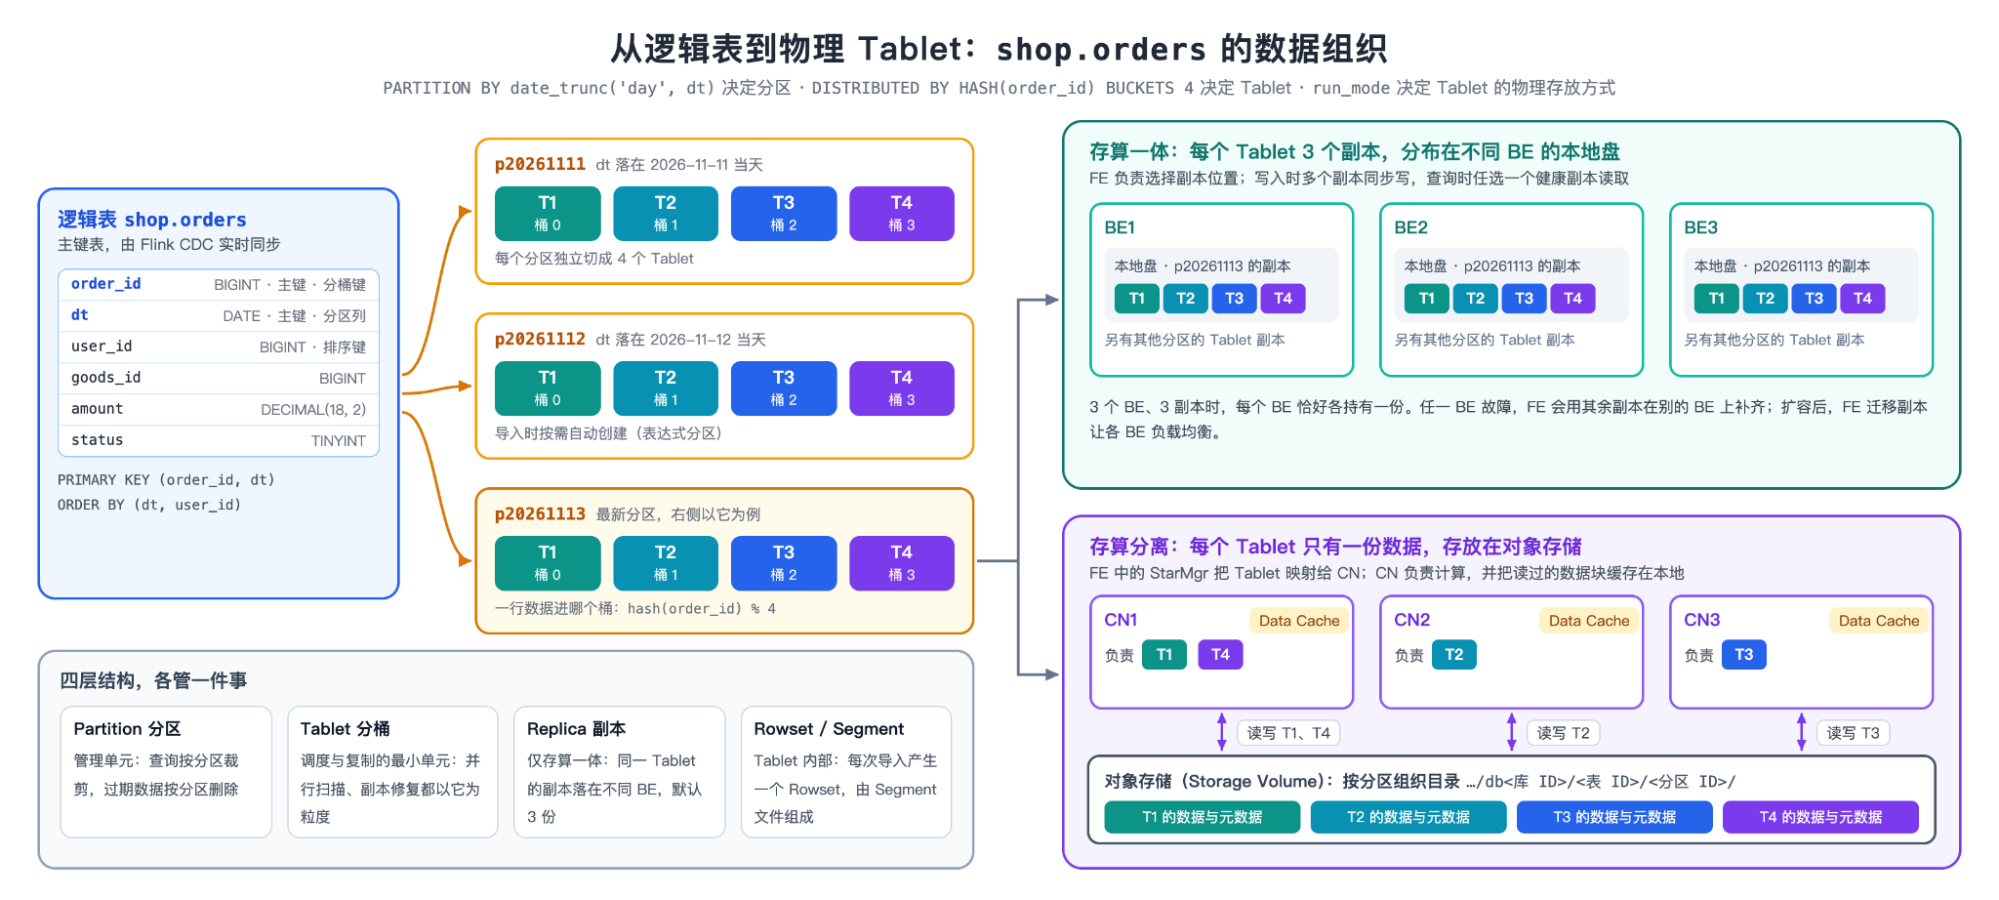 从逻辑表到物理 Tablet：shop.orders 的数据组织
PARTITION BY date_trunc('day', dt) 决定分区 · DISTRIBUTED BY HASH(order_id) BUCKETS 4 决定 Tablet · run_mode 决定 Tablet 的物理存放方式
逻辑表 shop.orders
主键表，由 Flink CDC 实时同步
order_id BIGINT · 主键 · 分桶键
dt DATE · 主键 · 分区列
user_id BIGINT · 排序键
goods_id BIGINT
amount DECIMAL(18, 2)
status TINYINT
PRIMARY KEY (order_id, dt)
ORDER BY (dt, user_id)
p20261111 dt 落在 2026-11-11 当天
T1 T2 T3 T4
桶 0 桶 1 桶 2 桶 3
每个分区独立切成 4 个 Tablet
p20261112 dt 落在 2026-11-12 当天
T1 T2 T3 T4
桶 0 桶 1 桶 2 桶 3
导入时按需自动创建（表达式分区）
p20261113 最新分区，右侧以它为例
T1 T2 T3 T4
桶 0 桶 1 桶 2 桶 3
一行数据进哪个桶：hash(order_id) % 4
四层结构，各管一件事
Partition 分区
管理单元：查询按分区裁
剪，过期数据按分区删除
Tablet 分桶
调度与复制的最小单元：并
行扫描、副本修复都以它为
粒度
Replica 副本
仅存算一体：同一 Tablet
的副本落在不同 BE，默认
3 份
Rowset / Segment
Tablet 内部：每次导入产生
一个 Rowset，由 Segment
文件组成
存算一体：每个 Tablet 3 个副本，分布在不同 BE 的本地盘
FE 负责选择副本位置；写入时多个副本同步写，查询时任选一个健康副本读取
BE1
本地盘 · p20261113 的副本
T1 T2 T3 T4
另有其他分区的 Tablet 副本
BE2
本地盘 · p20261113 的副本
T1 T2 T3 T4
另有其他分区的 Tablet 副本
BE3
本地盘 · p20261113 的副本
T1 T2 T3 T4
另有其他分区的 Tablet 副本
3 个 BE、3 副本时，每个 BE 恰好各持有一份。任一 BE 故障，FE 会用其余副本在别的 BE 上补齐；扩容后，FE 迁移副本
让各 BE 负载均衡。
存算分离：每个 Tablet 只有一份数据，存放在对象存储
FE 中的 StarMgr 把 Tablet 映射给 CN；CN 负责计算，并把读过的数据块缓存在本地
CN1 Data Cache
负责 T1 T4
CN2 Data Cache
负责 T2
CN3 Data Cache
负责 T3
读写 T1、T4
读写 T2
读写 T3
对象存储（Storage Volume）：按分区组织目录 …/db<库 ID>/<表 ID>/<分区 ID>/
T1 的数据与元数据 T2 的数据与元数据 T3 的数据与元数据 T4 的数据与元数据